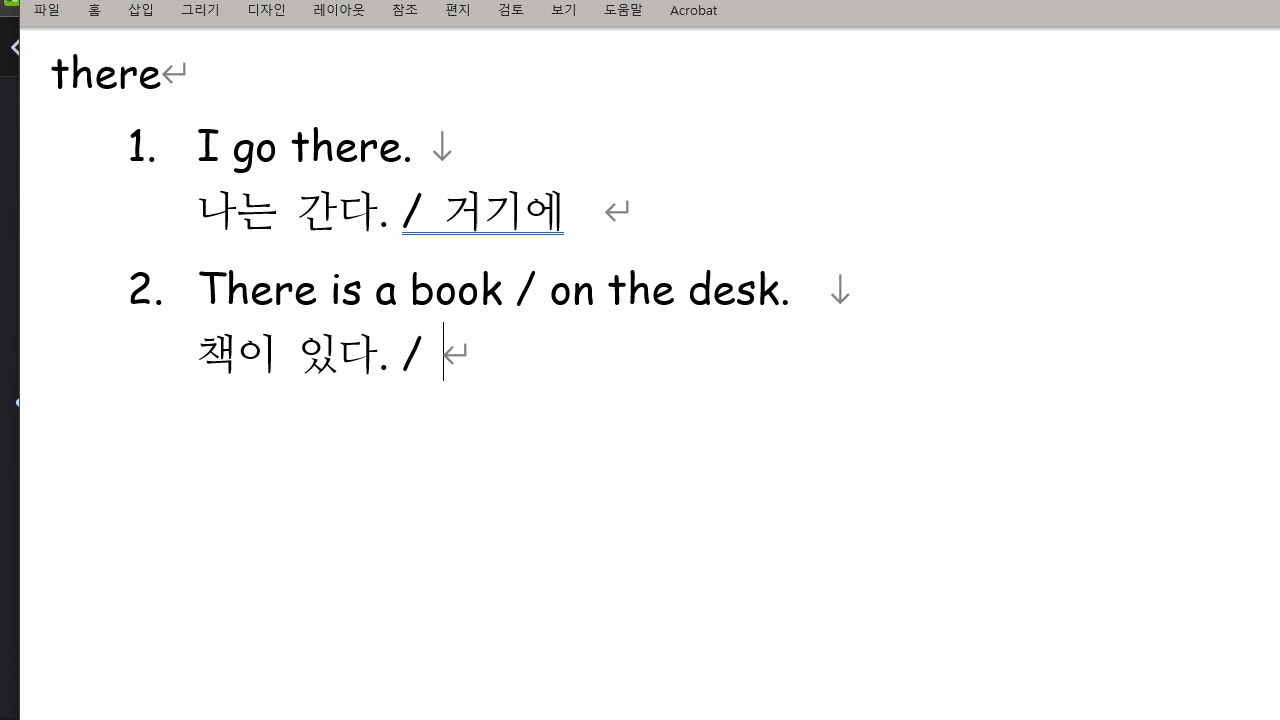 파일 홈 삽입 그리기 디자인 레이아웃 참조 편지 검토 보기 도움말 Acrobat
there↵
1. I go there. ↓
나는 간다. / 거기에 ↵
2. There is a book / on the desk. ↓
책이 있다. / ↵